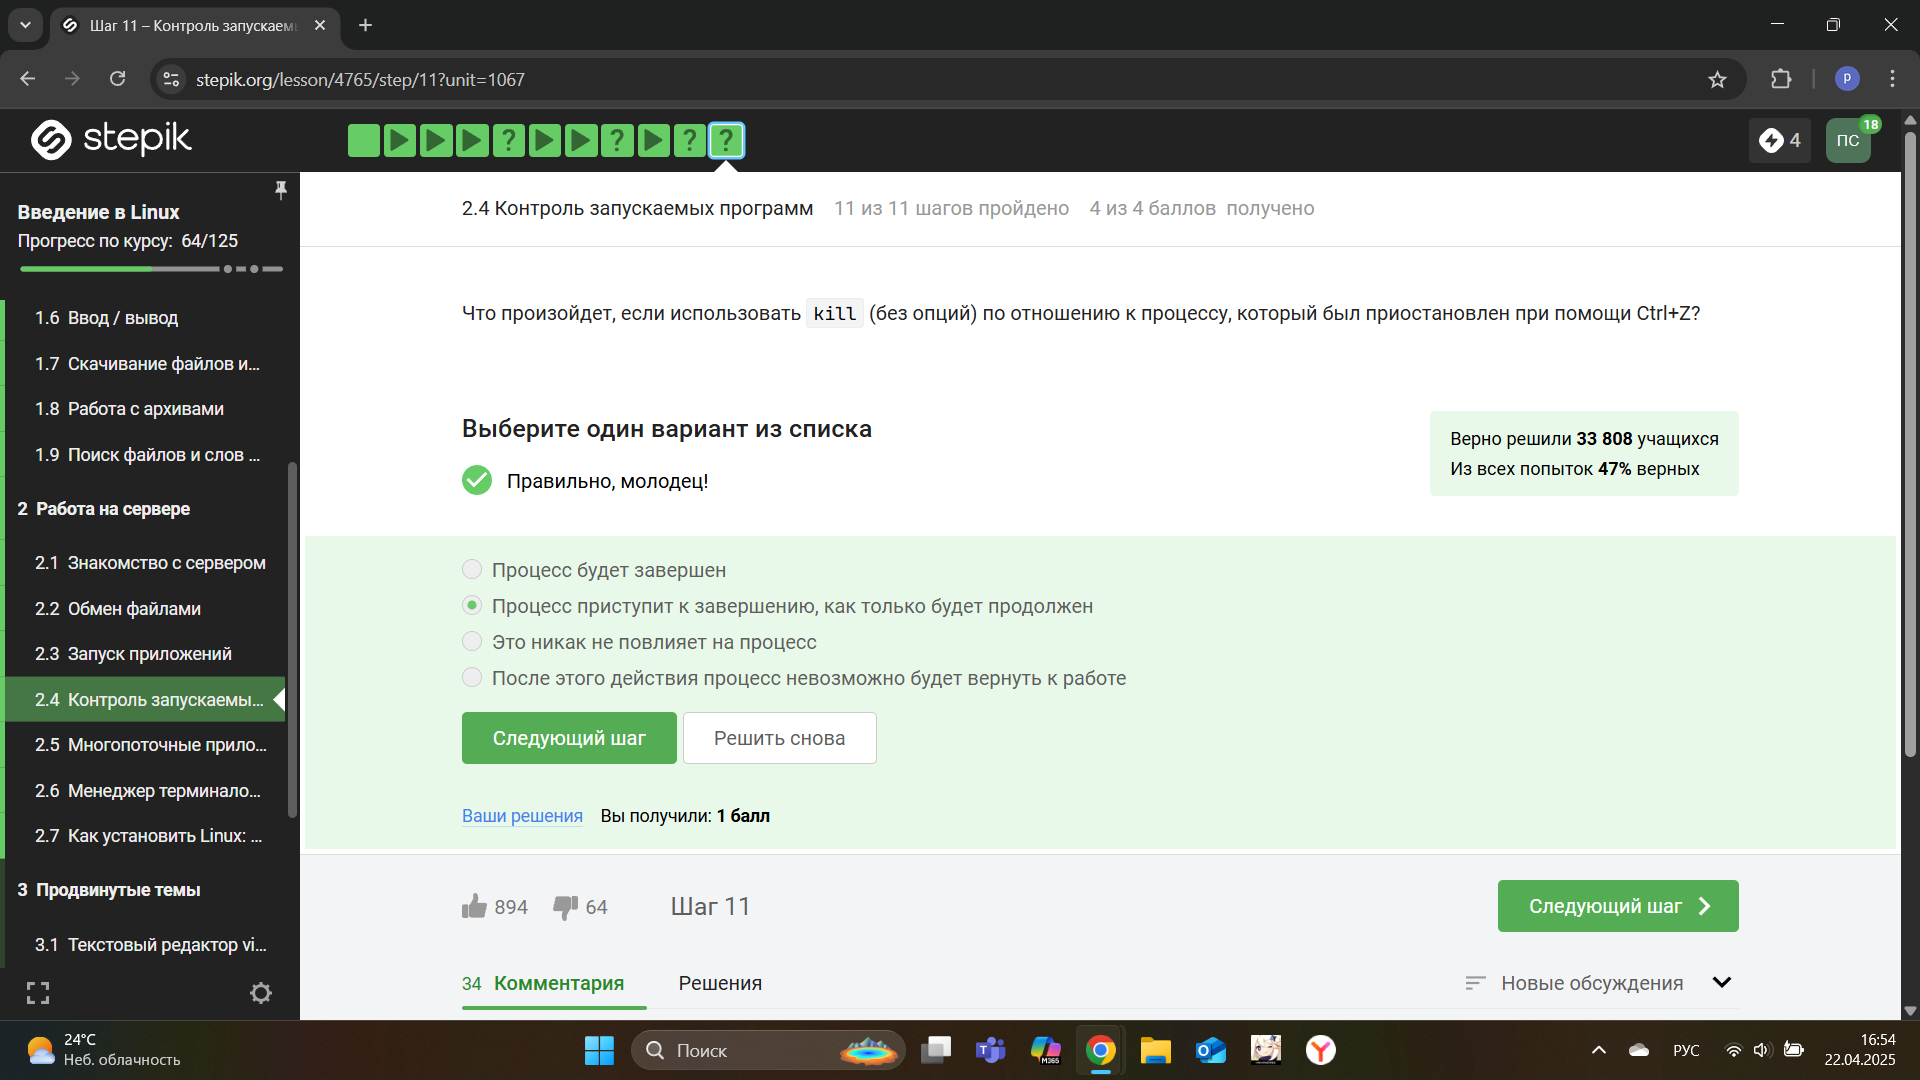 Шаг 11 – Контроль запускаем
stepik.org/lesson/4765/step/11?unit=1067
P
stepik
?
?
?
?
4
ПС
18
Введение в Linux
Прогресс по курсу: 64/125
1.6 Ввод / вывод
1.7 Скачивание файлов и...
1.8 Работа с архивами
1.9 Поиск файлов и слов ...
2 Работа на сервере
2.1 Знакомство с сервером
2.2 Обмен файлами
2.3 Запуск приложений
2.4 Контроль запускаемы...
2.5 Многопоточные прило...
2.6 Менеджер терминало...
2.7 Как установить Linux: ...
3 Продвинутые темы
3.1 Текстовый редактор vi...
2.4 Контроль запускаемых программ 11 из 11 шагов пройдено 4 из 4 баллов получено
Что произойдет, если использовать kill (без опций) по отношению к процессу, который был приостановлен при помощи Ctrl+Z?
Выберите один вариант из списка
Правильно, молодец!
Верно решили 33 808 учащихся
Из всех попыток 47% верных
Процесс будет завершен
Процесс приступит к завершению, как только будет продолжен
Это никак не повлияет на процесс
После этого действия процесс невозможно будет вернуть к работе
Следующий шаг
Решить снова
Ваши решения Вы получили: 1 балл
894
64
Шаг 11
Следующий шаг
34 Комментария
Решения
Новые обсуждения
24°C
Неб. облачность
Поиск
M365
РУС
16:54
22.04.2025